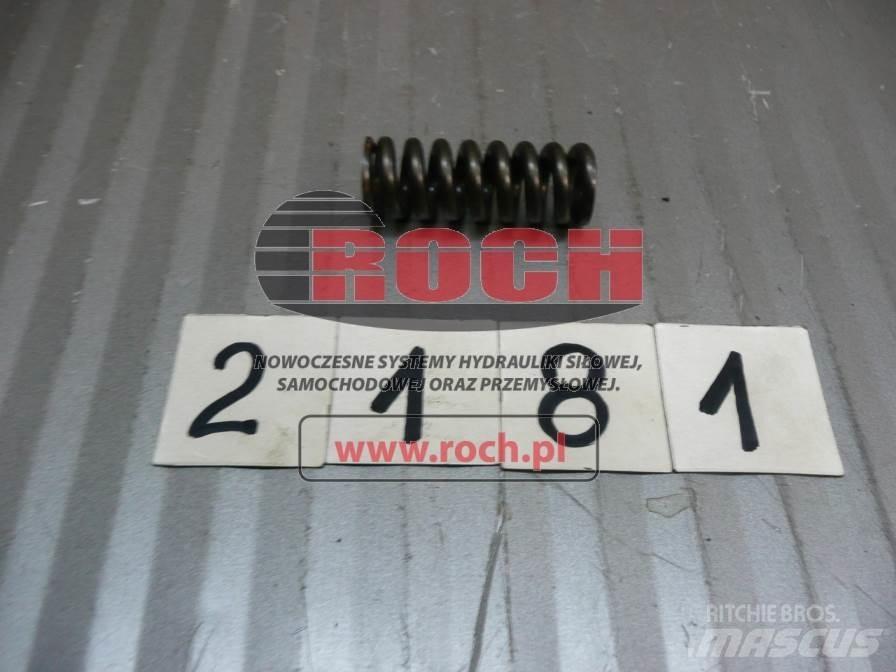 ROCH
NOWOCZESNE SYSTEMY HYDRAULIKI SIŁOWEJ,
SAMOCHODOWEJ ORAZ PRZEMYSŁOWEJ.
2 1 8 1
www.roch.pl
RITCHIE BROS.
MASCUS